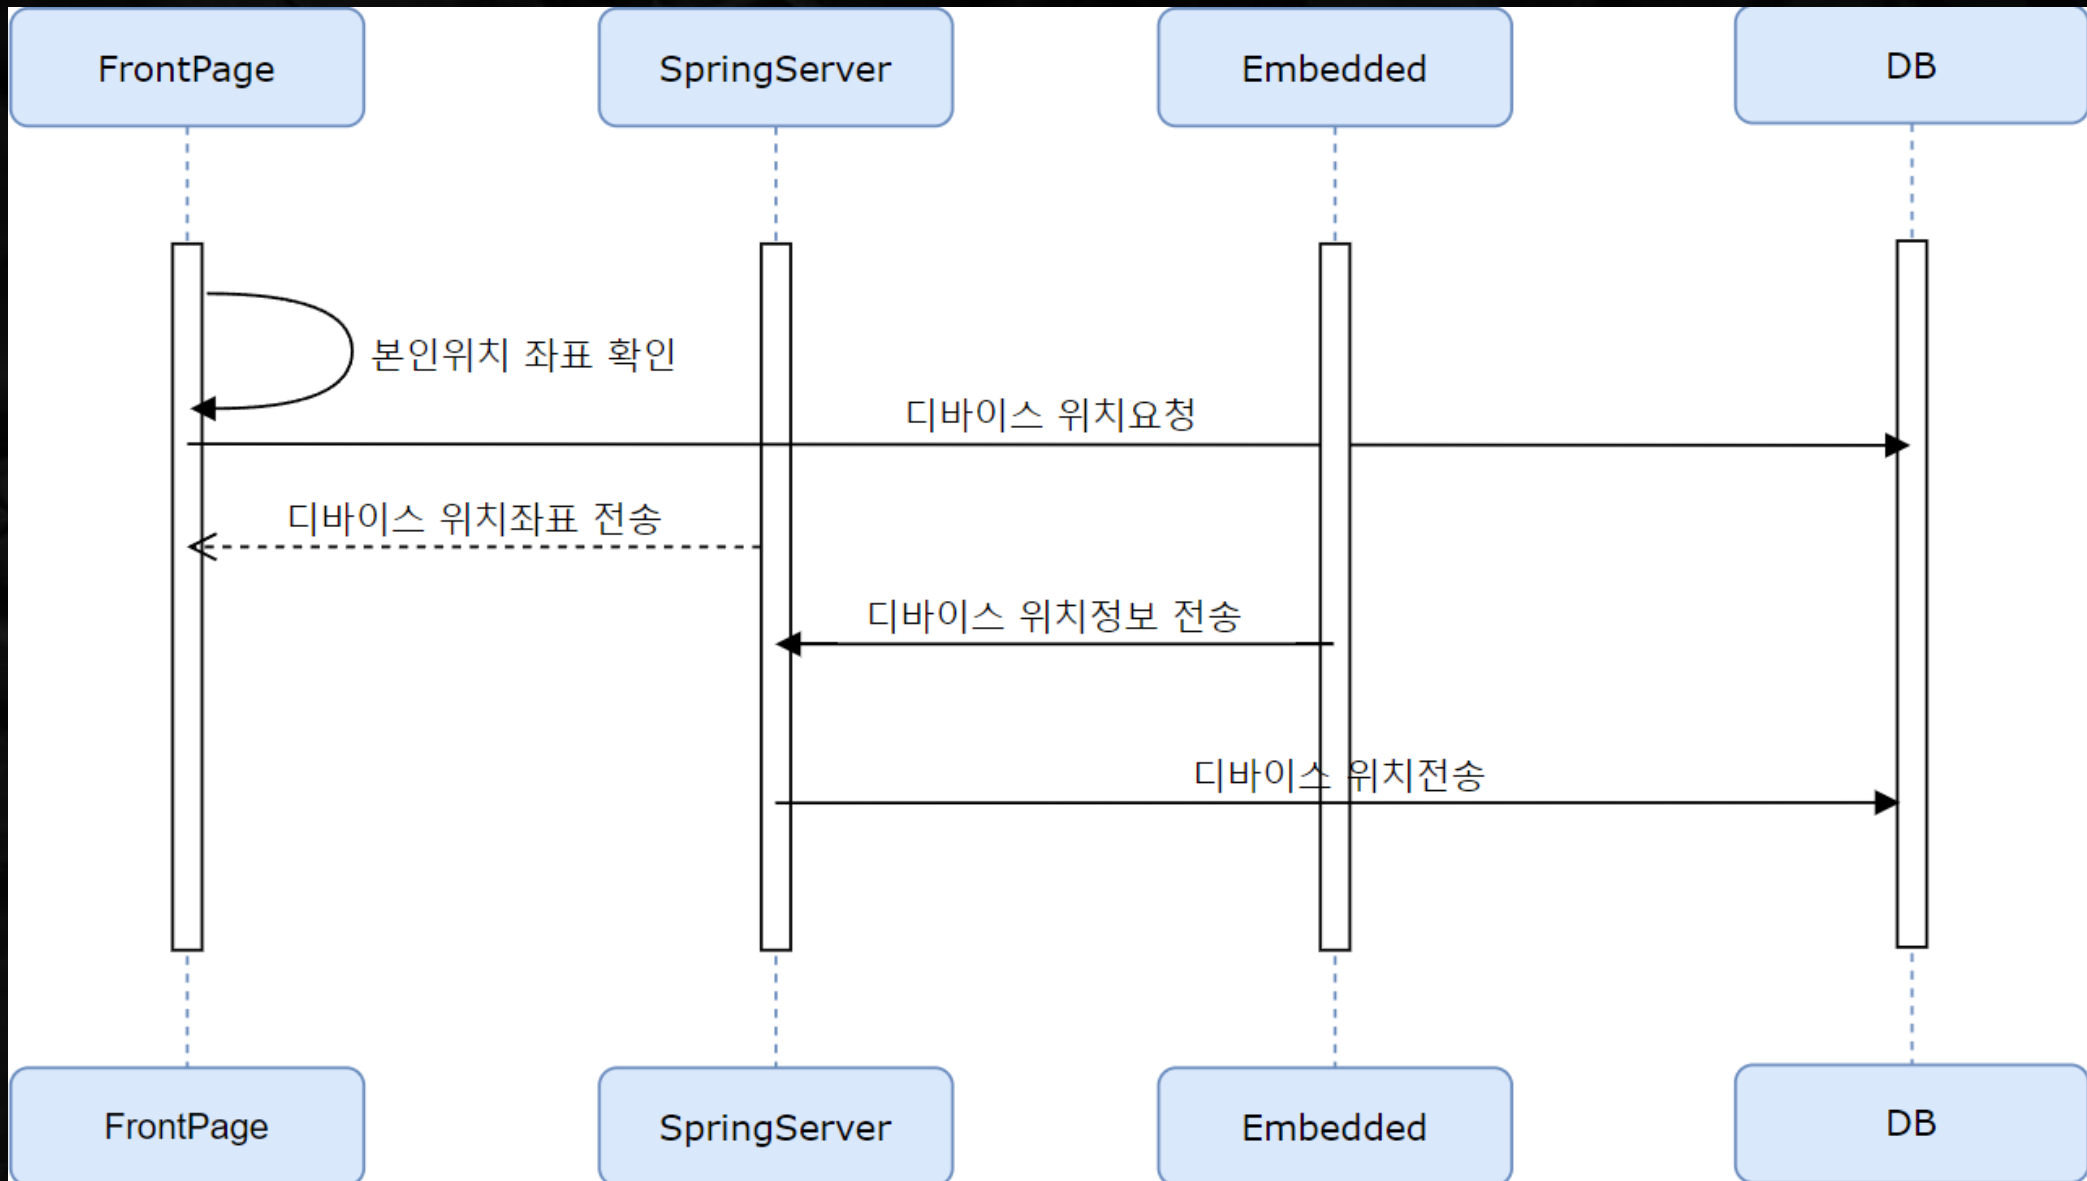 FrontPage
SpringServer
Embedded
DB
본인위치 좌표 확인
디바이스 위치요청
디바이스 위치좌표 전송
디바이스 위치정보 전송
디바이스 위치전송
FrontPage
SpringServer
Embedded
DB